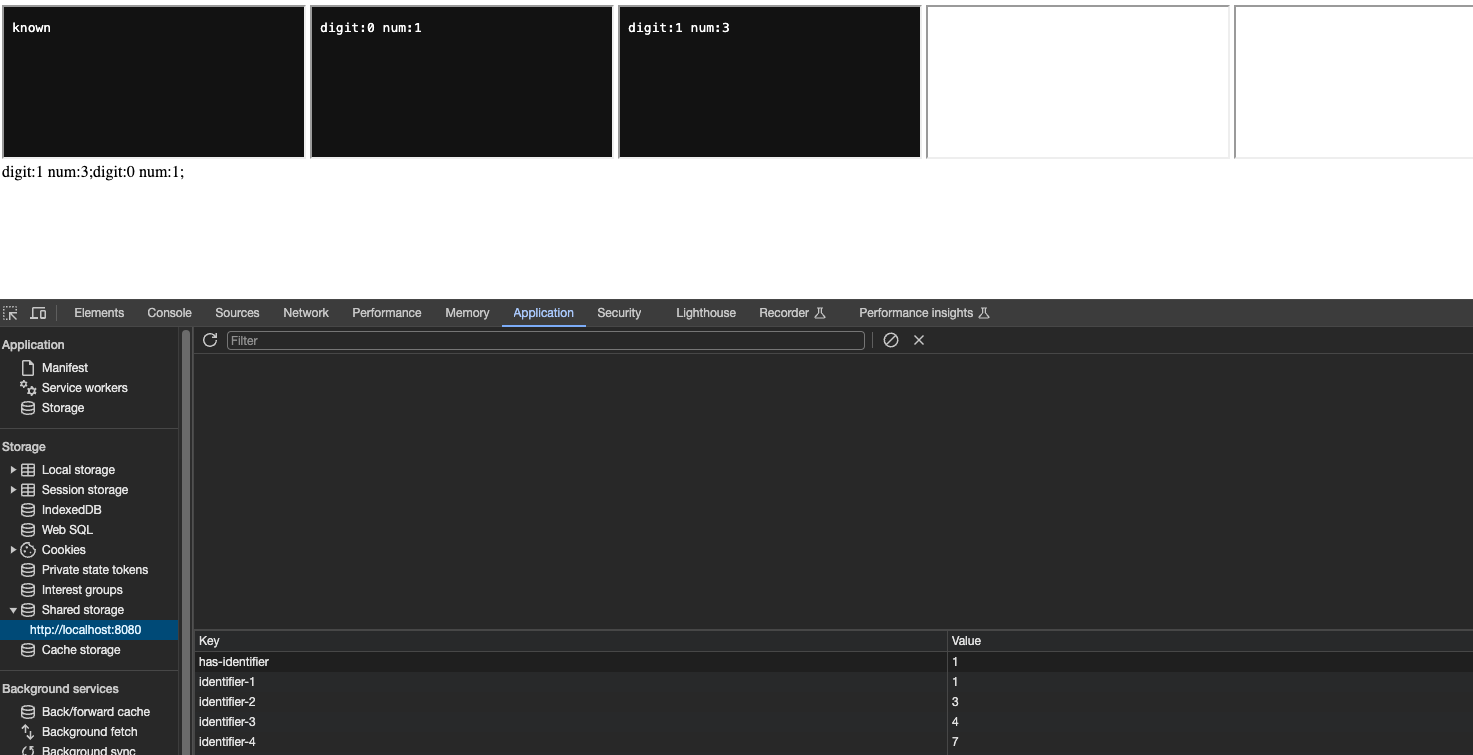 known
digit:0 num:1
digit:1 num:3
digit:1 num:3;digit:0 num:1;
Elements Console Sources Network Performance Memory Application Security Lighthouse Recorder Performance insights
Application
Manifest
Service workers
Storage
Storage
Local storage
Session storage
IndexedDB
Web SQL
Cookies
Private state tokens
Interest groups
Shared storage
http://localhost:8080
Cache storage
Background services
Back/forward cache
Background fetch
Background sync
Filter
Key Value
has-identifier 1
identifier-1 1
identifier-2 3
identifier-3 4
identifier-4 7